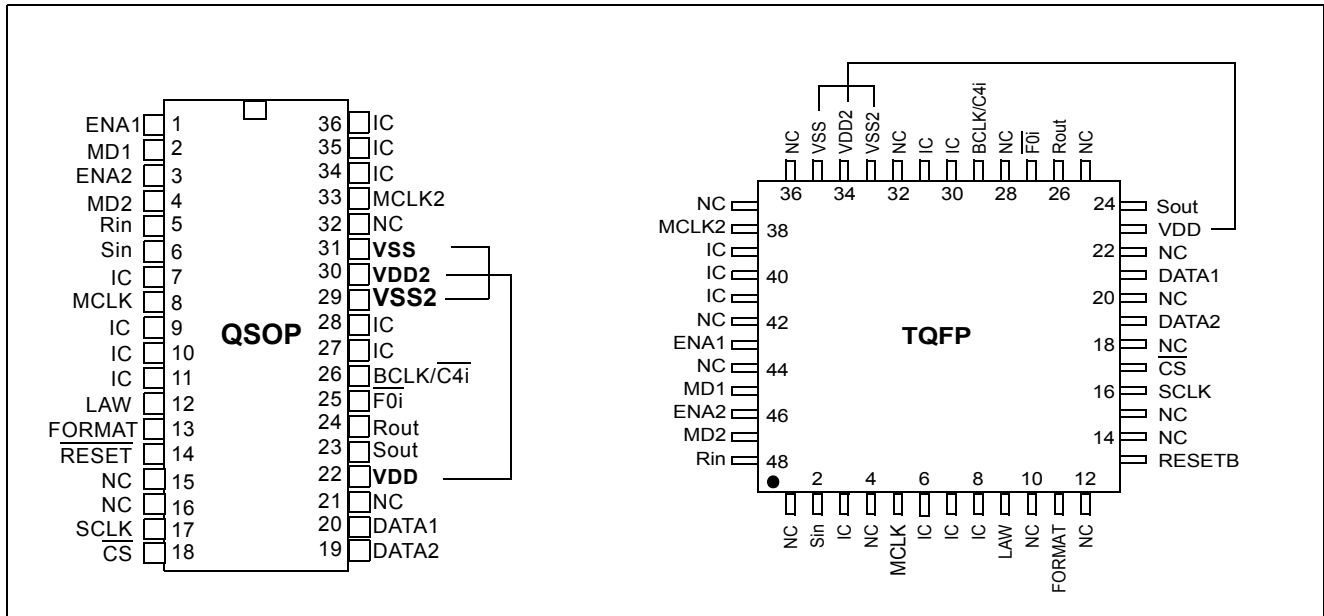 ENA1 1 36 IC
MD1 2 35 IC
ENA2 3 34 IC
MD2 4 33 MCLK2
Rin 5 32 NC
Sin 6 31 VSS
IC 7 30 VDD2
MCLK 8 29 VSS2
IC 9 28 IC
IC 10 27 IC
IC 11 26 BCLK/C4i
LAW 12 25 F0i
FORMAT 13 24 Rout
RESET 14 23 Sout
NC 15 22 VDD
NC 16 21 NC
SCLK 17 20 DATA1
CS 18 19 DATA2
QSOP
NC VSS VDD2 VSS2 NC IC IC BCLK/C4i NC F0i Rout NC
36 34 32 30 28 26
NC
MCLK2 38
IC
IC 40
IC
NC 42
ENA1
NC 44
MD1
ENA2 46
MD2
Rin 48
TQFP
24 Sout
VDD
22 NC
DATA1
20 NC
DATA2
18 NC
CS
16 SCLK
NC
14 NC
RESETB
2 4 6 8 10 12
NC Sin IC NC MCLK IC IC IC LAW NC FORMAT NC